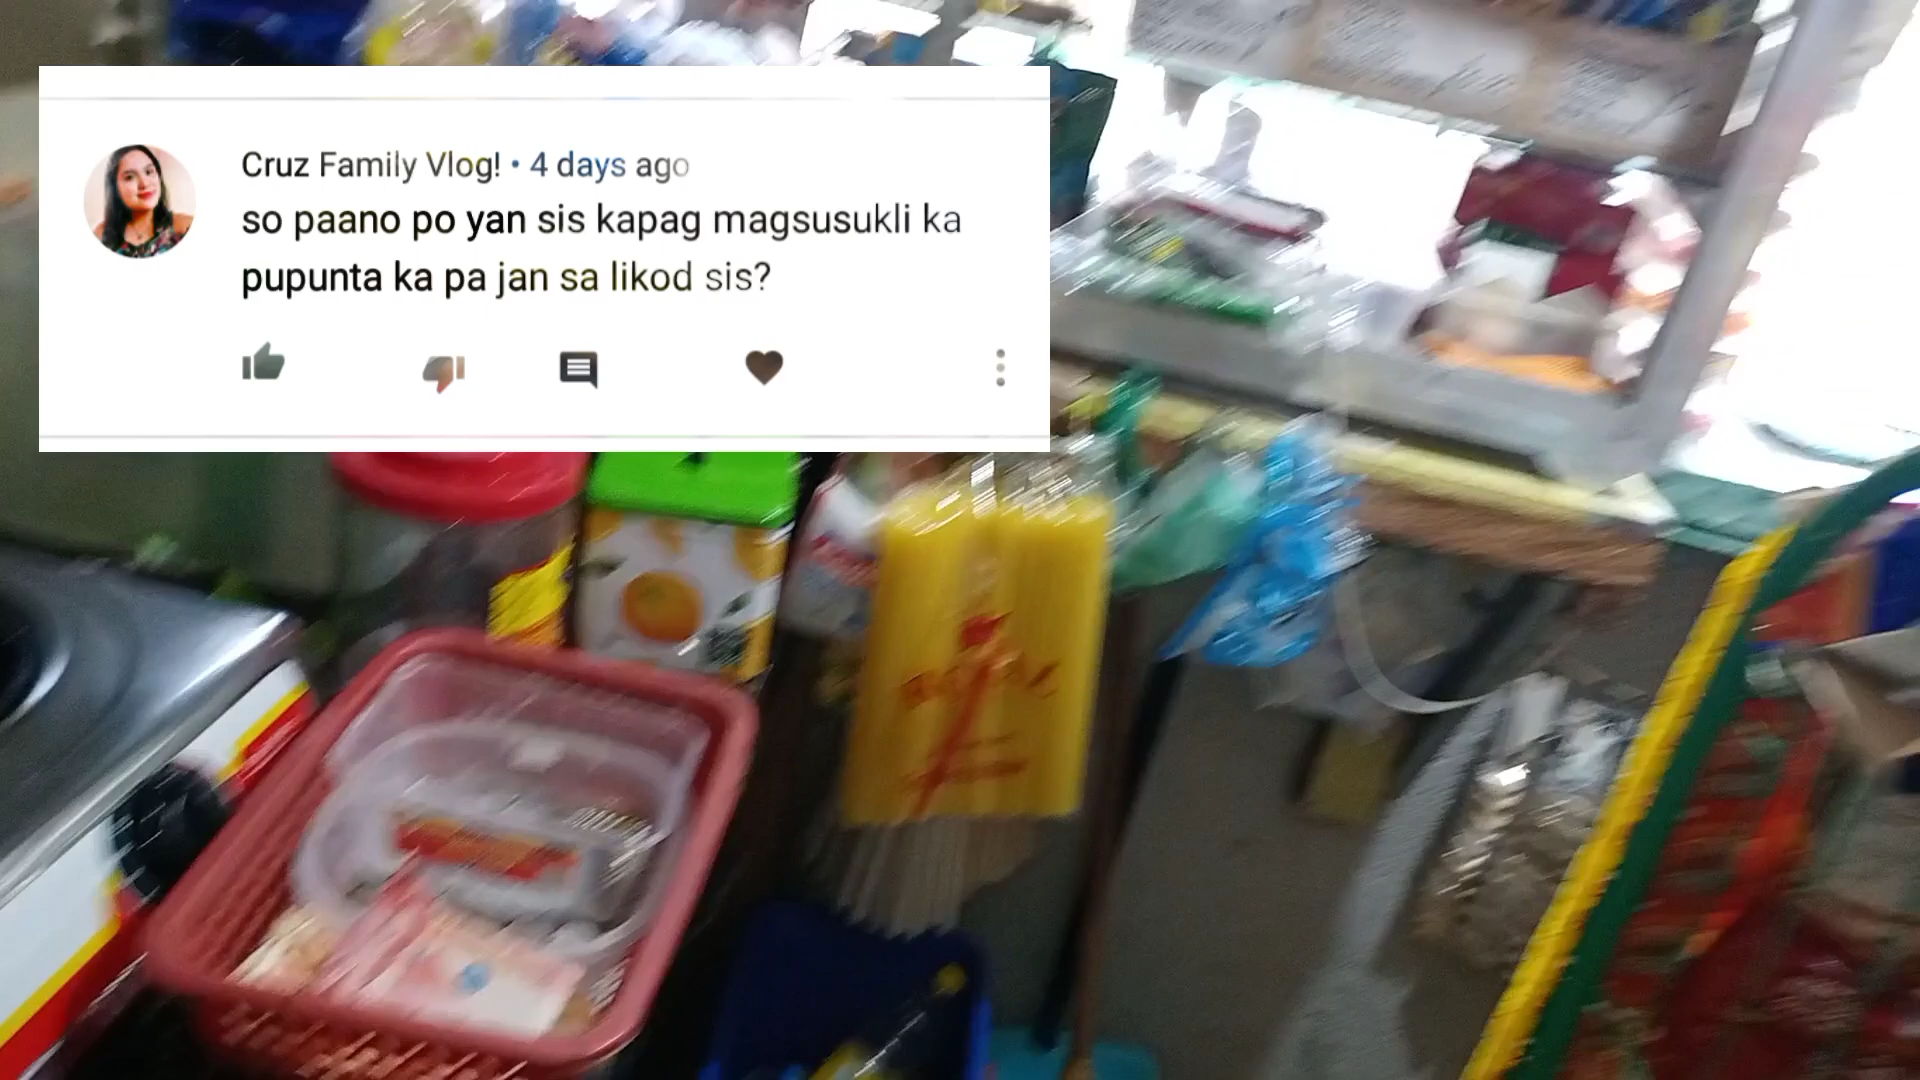 Cruz Family Vlog! • 4 days ago
so paano po yan sis kapag magsusukli ka
pupunta ka pa jan sa likod sis?